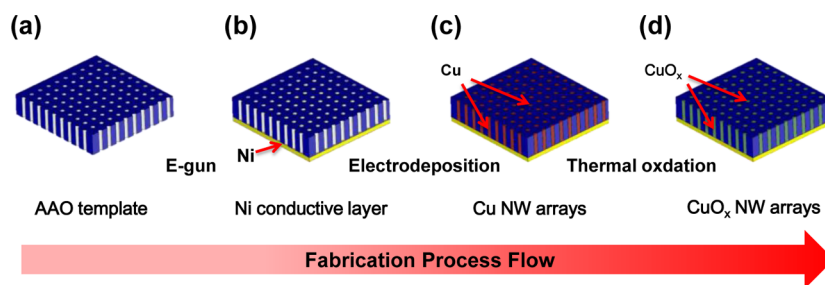 (a) (b) (c) (d)
Cu CuOₓ
Ni
E-gun Electrodeposition Thermal oxdation
AAO template Ni conductive layer Cu NW arrays CuOₓ NW arrays
Fabrication Process Flow